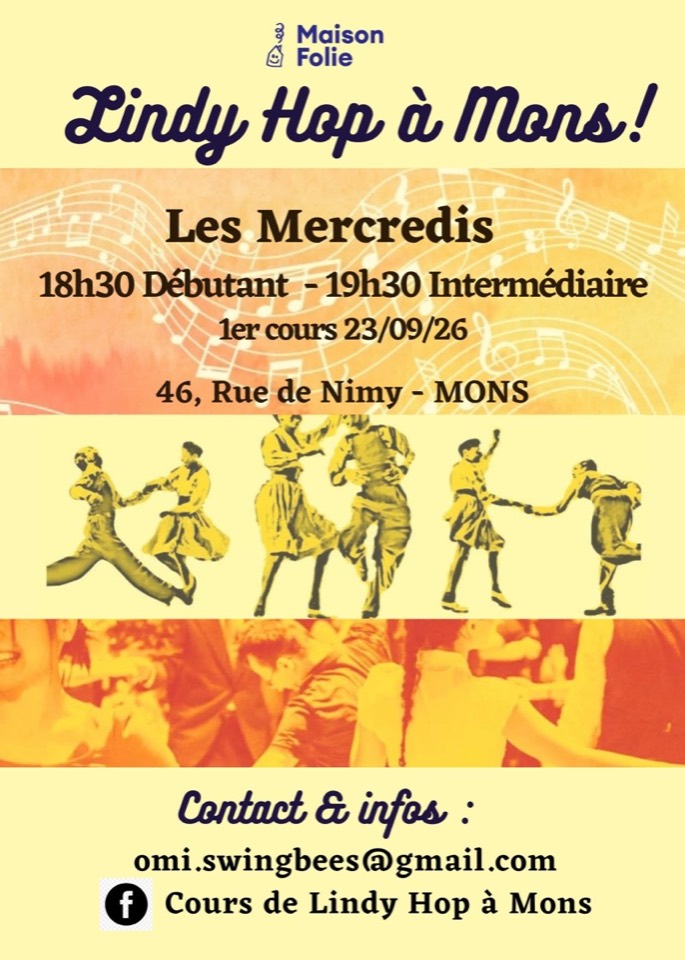 Maison
Folie
Lindy Hop à Mons!
Les Mercredis
18h30 Débutant - 19h30 Intermédiaire
1er cours 23/09/26
46, Rue de Nimy - MONS
Contact & infos :
omi.swingbees@gmail.com
f Cours de Lindy Hop à Mons